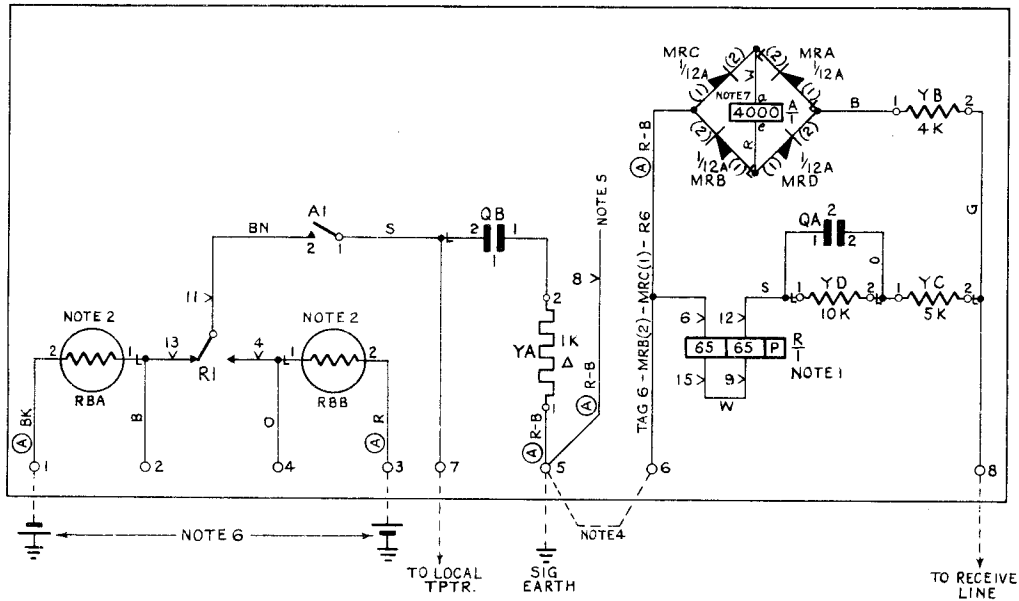 MRC (2) (2) MRA
1/12A M 1/12A
(1) (1)
NOTE 7 a
4000 A/1
e
B
1 YB 2
4K
(2) R (2)
(1) (1)
1/12A 1/12A
MRB MRD
A R-B
NOTE 5
A1
BN 2 1 S
L 2 QB 1
1
8
G
QA 2
1 2
O
11
2
S L 1 YD 2 L 1 YC 2 L
10K 5K
NOTE 2
13 4
NOTE 2
YA 1K
Δ
6 12
65 65 P R/1
NOTE 1
15 9
W
2 1 L
RBA
R1
L 1 2
RBB
1
A R-B
TAG 6 - MRB(2) - MRC(1) - R6
A BK
B
O
A R
A R-B
1 2 4 3 7 5 6 8
NOTE 6
NOTE 4
TO LOCAL
TPTR.
SIG
EARTH
TO RECEIVE
LINE